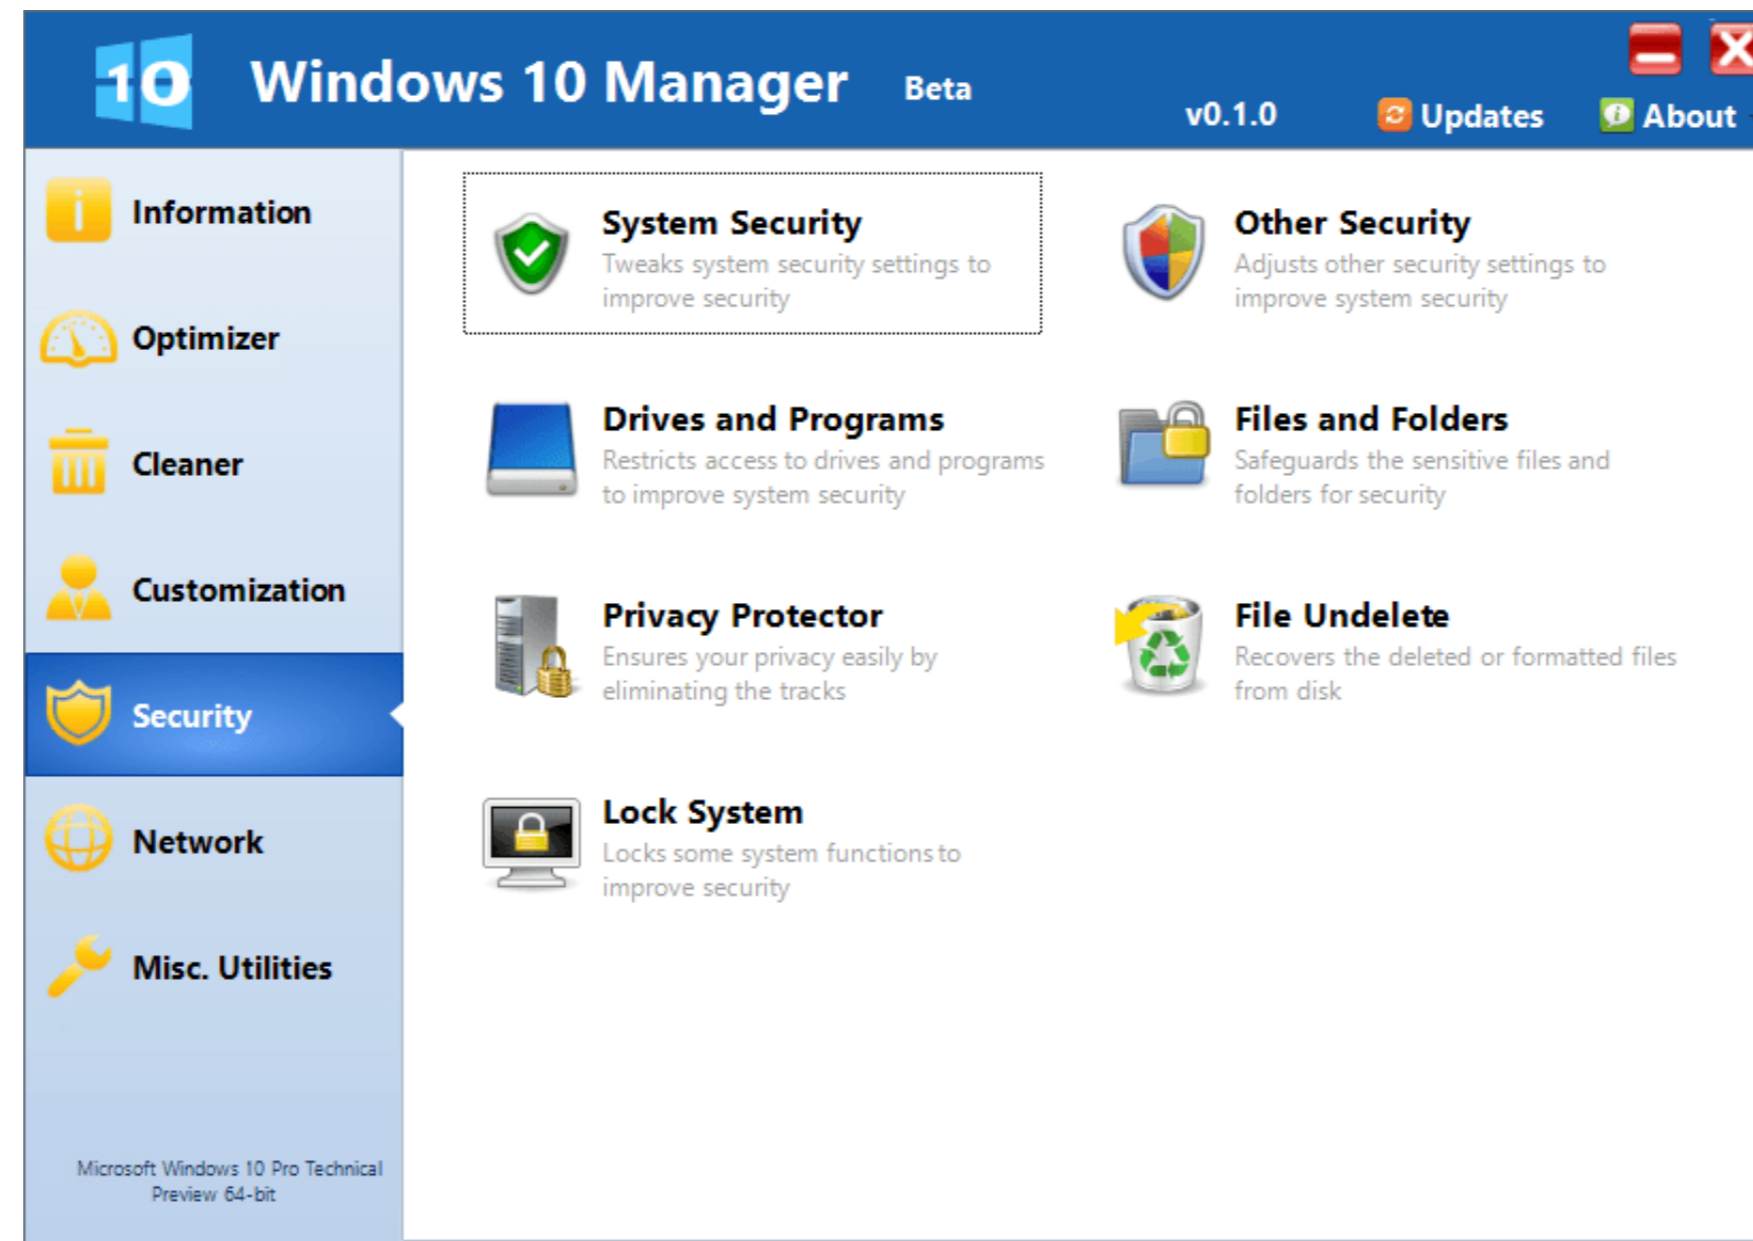 10
Windows 10 Manager Beta
v0.1.0
Updates
About
Information
Optimizer
Cleaner
Customization
Security
Network
Misc. Utilities
Microsoft Windows 10 Pro Technical
Preview 64-bit
System Security
Tweaks system security settings to
improve security
Other Security
Adjusts other security settings to
improve system security
Drives and Programs
Restricts access to drives and programs
to improve system security
Files and Folders
Safeguards the sensitive files and
folders for security
Privacy Protector
Ensures your privacy easily by
eliminating the tracks
File Undelete
Recovers the deleted or formatted files
from disk
Lock System
Locks some system functions to
improve security